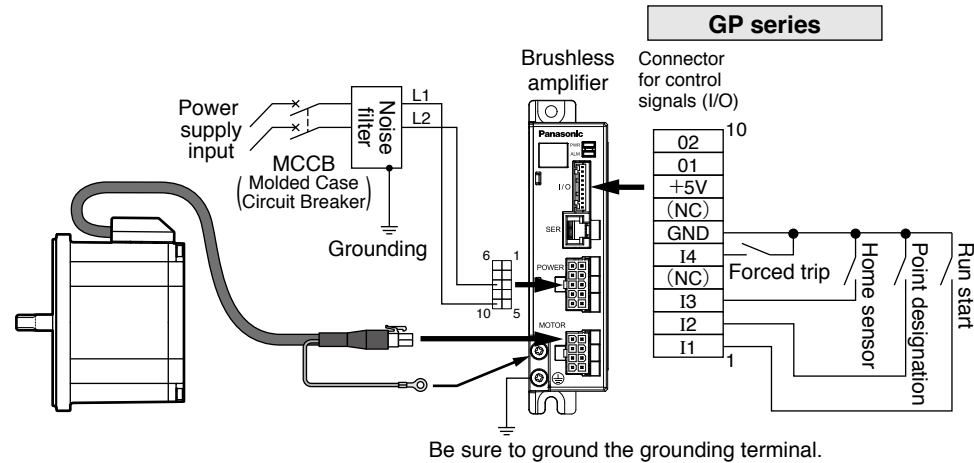 GP series
Brushless
amplifier
Connector
for control
signals (I/O)
Power
supply
input
MCCB
(Molded Case
Circuit Breaker)
Noise
filter
L1
L2
Grounding
Panasonic
PWR
ALM
I/O
SER
POWER
MOTOR
6 1
10 5
10
02
01
+5V
(NC)
GND
I4
(NC)
I3
I2
I1
1
Forced trip
Home sensor
Point designation
Run start
Be sure to ground the grounding terminal.